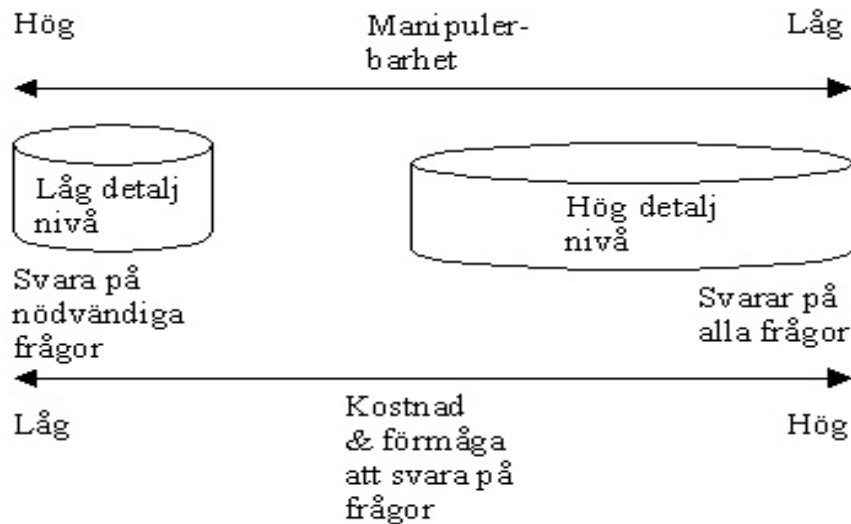 Hög
Manipuler-
barhet
Låg
Låg detalj
nivå
Hög detalj
nivå
Svara på
nödvändiga
frågor
Svarar på
alla frågor
Låg
Kostnad
& förmåga
att svara på
frågor
Hög